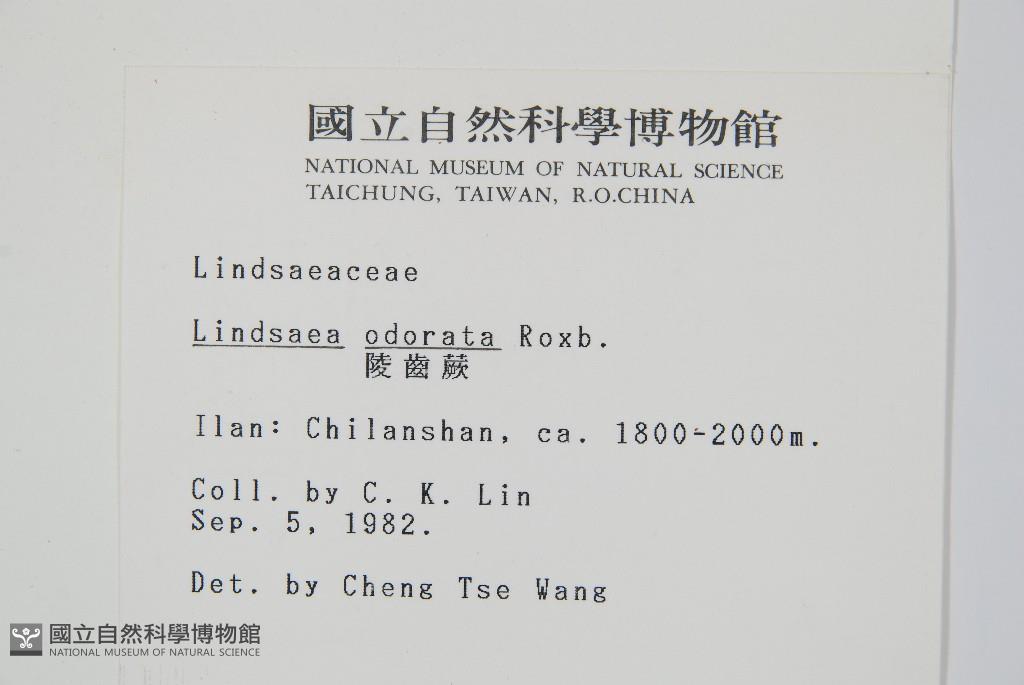 國立自然科學博物館
NATIONAL MUSEUM OF NATURAL SCIENCE
TAICHUNG, TAIWAN, R.O.CHINA
Lindsaeaceae
Lindsaea odorata Roxb.
陵齒蕨
Ilan: Chilanshan, ca. 1800-2000m.
Coll. by C. K. Lin
Sep. 5, 1982.
Det. by Cheng Tse Wang
國立自然科學博物館
NATIONAL MUSEUM OF NATURAL SCIENCE